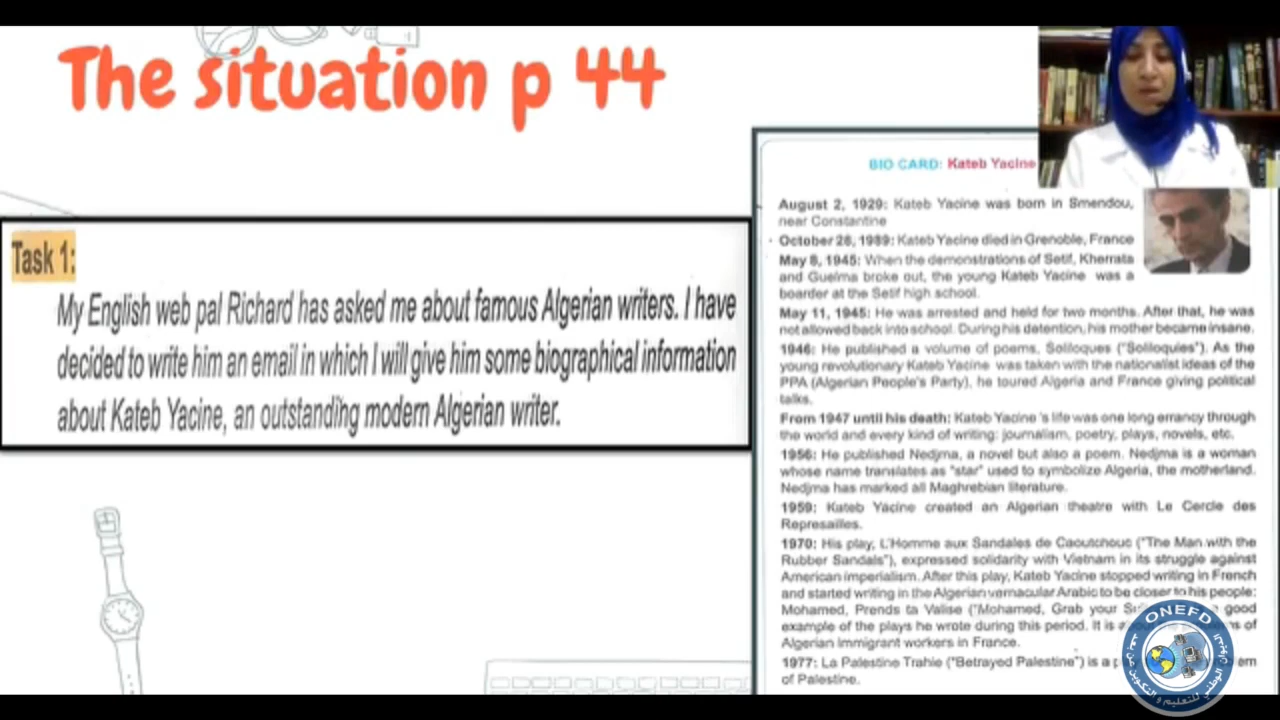 The situation p 44
Task 1:
My English web pal Richard has asked me about famous Algerian writers. I have
decided to write him an email in which I will give him some biographical information
about Kateb Yacine, an outstanding modern Algerian writer.
BIO CARD: Kateb Yacine
August 2, 1929: Kateb Yacine was born in Smendou,
near Constantine
October 28, 1989: Kateb Yacine died in Grenoble, France
May 8, 1945: When the demonstrations of Setif, Kherrata
and Guelma broke out, the young Kateb Yacine was a
boarder at the Setif high school.
May 11, 1945: He was arrested and held for two months. After that, he was
not allowed back into school. During his detention, his mother became insane.
1946: He published a volume of poems, Soliloques ("Soliloquies"). As the
young revolutionary Kateb Yacine was taken with the nationalist ideas of the
PPA (Algerian People's Party), he toured Algeria and France giving political
talks.
From 1947 until his death: Kateb Yacine 's life was one long errancy through
the world and every kind of writing: journalism, poetry, plays, novels, etc.
1956: He published Nedjma, a novel but also a poem. Nedjma is a woman
whose name translates as "star" used to symbolize Algeria, the motherland.
Nedjma has marked all Maghrebian literature.
1959: Kateb Yacine created an Algerian theatre with Le Cercle des
Represailles.
1970: His play, L'Homme aux Sandales de Caoutchouc ("The Man with the
Rubber Sandals"), expressed solidarity with Vietnam in its struggle against
American imperialism. After this play, Kateb Yacine stopped writing in French
and started writing in the Algerian vernacular Arabic to be closer to his people:
Mohamed, Prends ta Valise ("Mohamed, Grab your good
example of the plays he wrote during this period. It is of
Algerian immigrant workers in France.
1977: La Palestine Trahie ("Betrayed Palestine") is a
of Palestine.
ONEFD